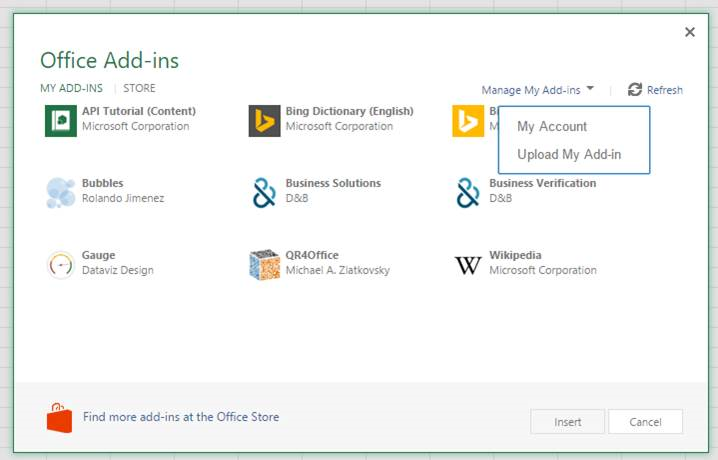 Office Add-ins
MY ADD-INS | STORE
Manage My Add-ins | Refresh
My Account
Upload My Add-in
API Tutorial (Content)
Microsoft Corporation
Bing Dictionary (English)
Microsoft Corporation
Bubbles
Rolando Jimenez
Business Solutions
D&B
Business Verification
D&B
Gauge
Dataviz Design
QR4Office
Michael A. Zlatkovsky
Wikipedia
Microsoft Corporation
Find more add-ins at the Office Store
Insert
Cancel